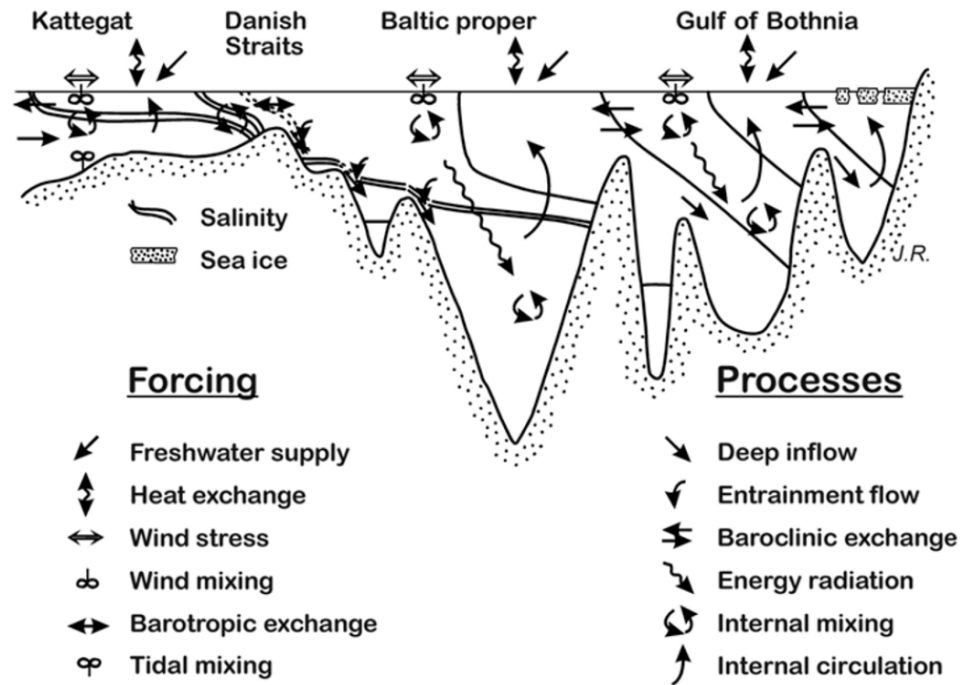 Kattegat
Danish
Straits
Baltic proper
Gulf of Bothnia
Salinity
Sea ice
J.R.
Forcing
Freshwater supply
Heat exchange
Wind stress
Wind mixing
Barotropic exchange
Tidal mixing
Processes
Deep inflow
Entrainment flow
Baroclinic exchange
Energy radiation
Internal mixing
Internal circulation